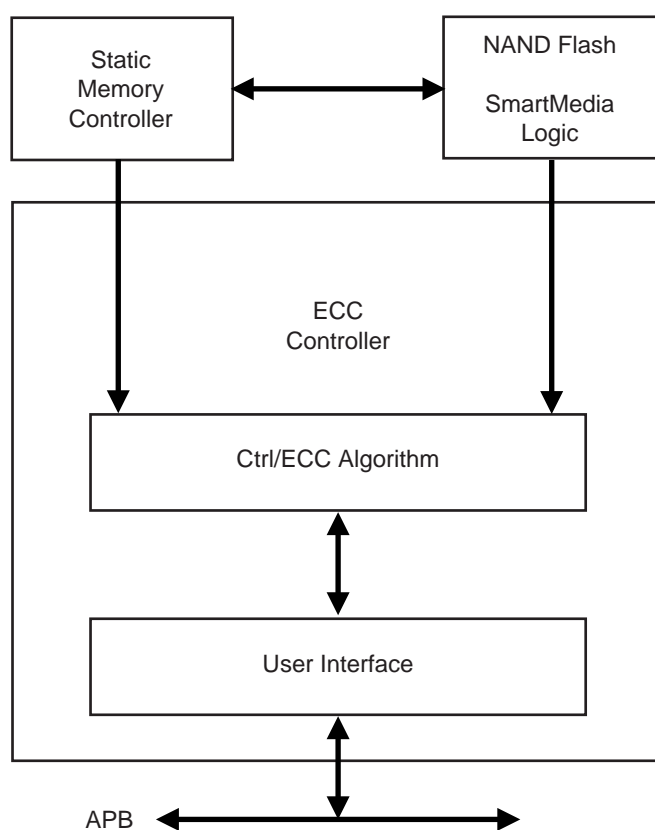 Static
Memory
Controller
NAND Flash
SmartMedia
Logic
ECC
Controller
Ctrl/ECC Algorithm
User Interface
APB